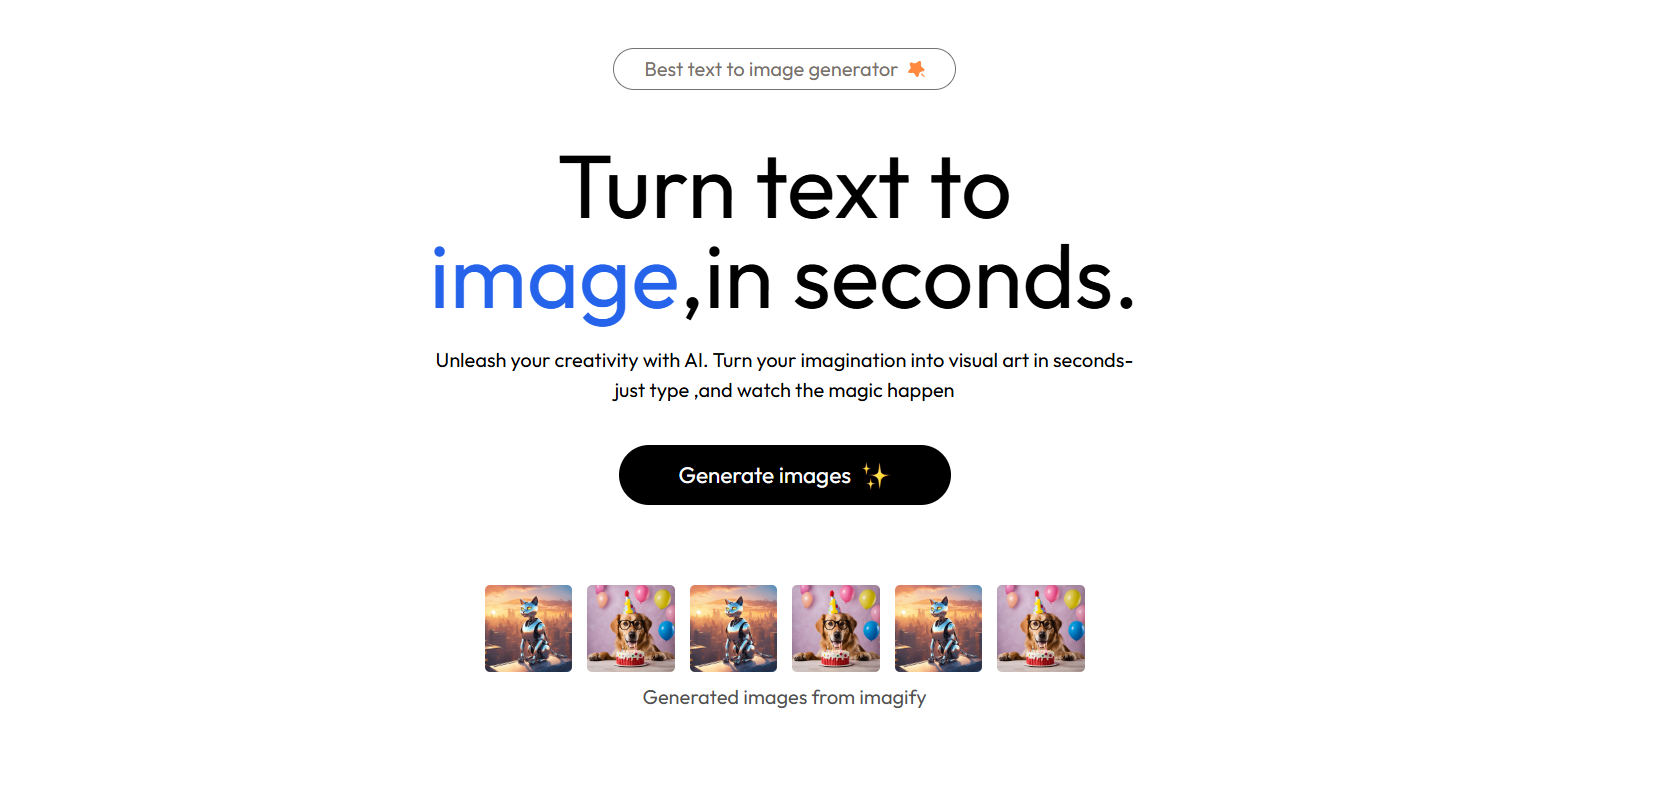 Best text to image generator
Turn text to
image,in seconds.
Unleash your creativity with AI. Turn your imagination into visual art in seconds-
just type ,and watch the magic happen
Generate images ✨
Generated images from imagify